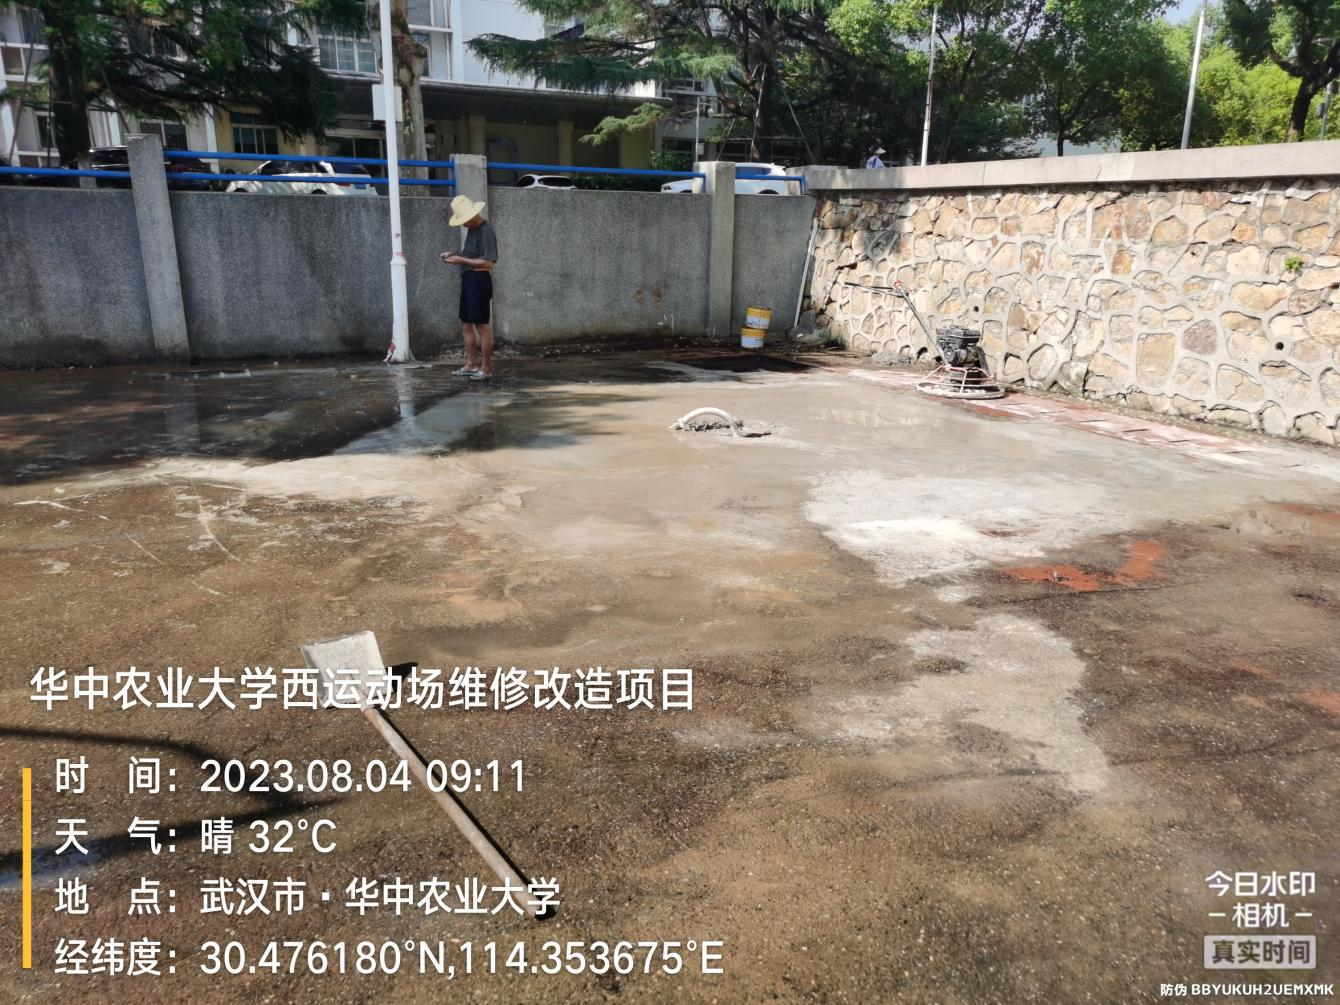 华中农业大学西运动场维修改造项目
时 间：2023.08.04 09:11
天 气：晴 32°C
地 点：武汉市·华中农业大学
经纬度：30.476180°N,114.353675°E
今日水印
-相机-
真实时间
防伪 BBYUKUH2UEMXMK